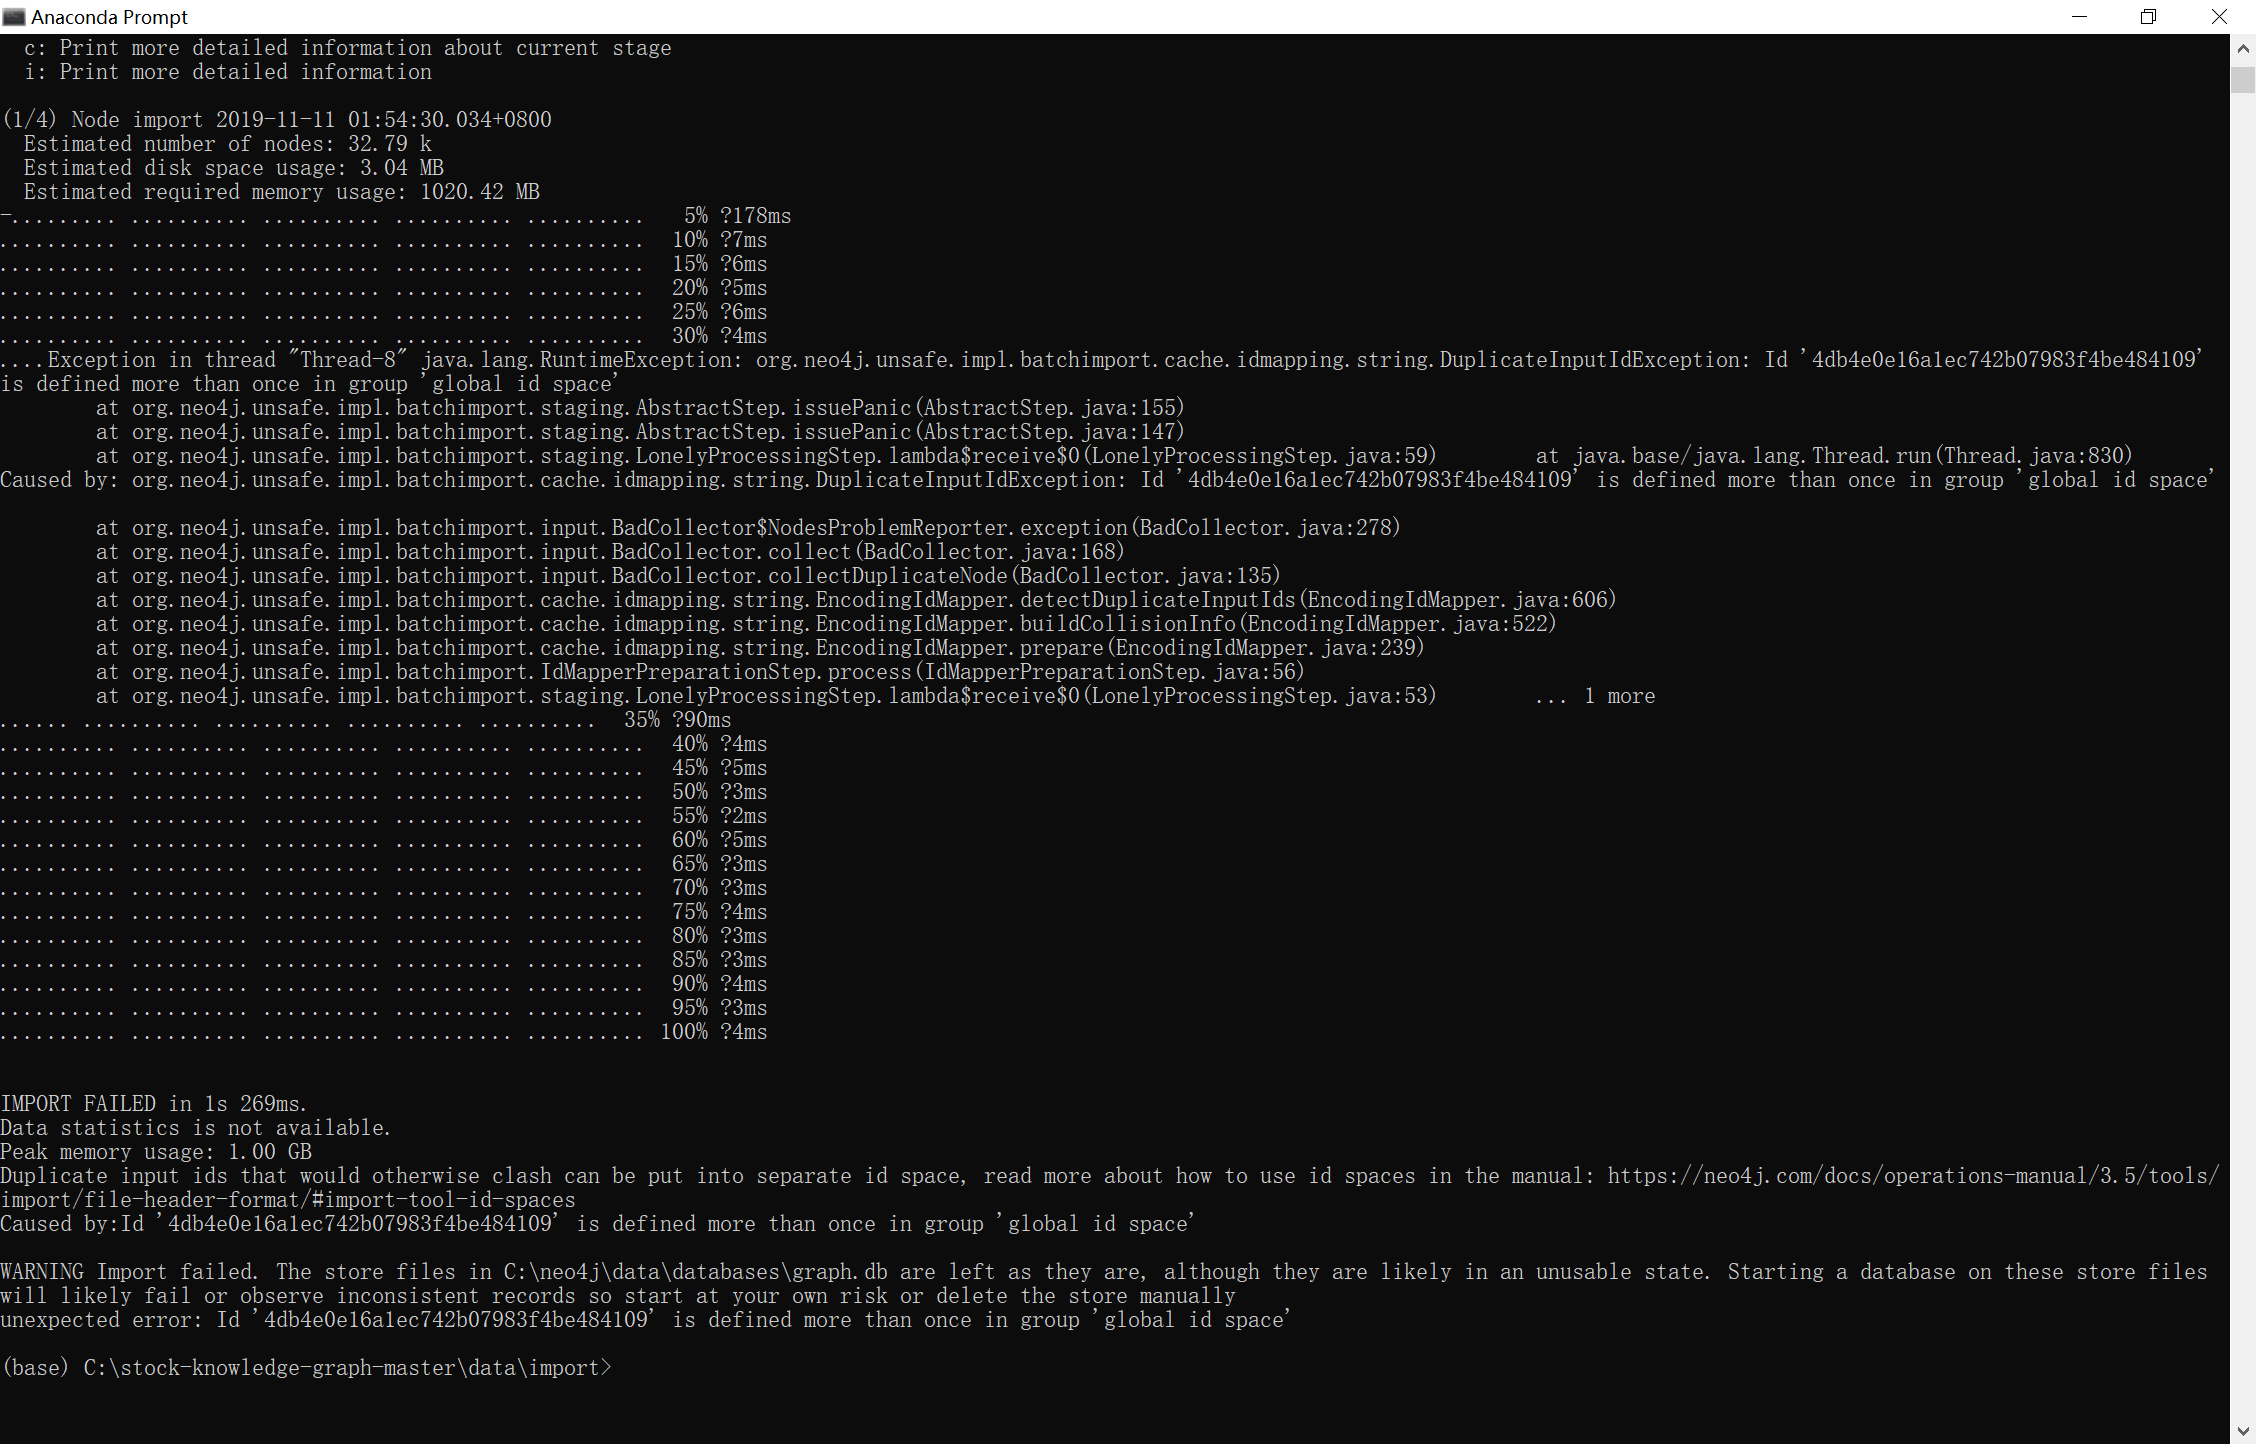 Anaconda Prompt
c: Print more detailed information about current stage
i: Print more detailed information
(1/4) Node import 2019-11-11 01:54:30.034+0800
Estimated number of nodes: 32.79 k
Estimated disk space usage: 3.04 MB
Estimated required memory usage: 1020.42 MB
-......... .......... .......... .......... ..........   5% ?178ms
.......... .......... .......... .......... ..........  10% ?7ms
.......... .......... .......... .......... ..........  15% ?6ms
.......... .......... .......... .......... ..........  20% ?5ms
.......... .......... .......... .......... ..........  25% ?6ms
.......... .......... .......... .......... ..........  30% ?4ms
....Exception in thread "Thread-8" java.lang.RuntimeException: org.neo4j.unsafe.impl.batchimport.cache.idmapping.string.DuplicateInputIdException: Id '4db4e0e16a1ec742b07983f4be484109'
is defined more than once in group 'global id space'
at org.neo4j.unsafe.impl.batchimport.staging.AbstractStep.issuePanic(AbstractStep.java:155)
at org.neo4j.unsafe.impl.batchimport.staging.AbstractStep.issuePanic(AbstractStep.java:147)
at org.neo4j.unsafe.impl.batchimport.staging.LonelyProcessingStep.lambda$receive$0(LonelyProcessingStep.java:59)        at java.base/java.lang.Thread.run(Thread.java:830)
Caused by: org.neo4j.unsafe.impl.batchimport.cache.idmapping.string.DuplicateInputIdException: Id '4db4e0e16a1ec742b07983f4be484109' is defined more than once in group 'global id space'
at org.neo4j.unsafe.impl.batchimport.input.BadCollector$NodesProblemReporter.exception(BadCollector.java:278)
at org.neo4j.unsafe.impl.batchimport.input.BadCollector.collect(BadCollector.java:168)
at org.neo4j.unsafe.impl.batchimport.input.BadCollector.collectDuplicateNode(BadCollector.java:135)
at org.neo4j.unsafe.impl.batchimport.cache.idmapping.string.EncodingIdMapper.detectDuplicateInputIds(EncodingIdMapper.java:606)
at org.neo4j.unsafe.impl.batchimport.cache.idmapping.string.EncodingIdMapper.buildCollisionInfo(EncodingIdMapper.java:522)
at org.neo4j.unsafe.impl.batchimport.cache.idmapping.string.EncodingIdMapper.prepare(EncodingIdMapper.java:239)
at org.neo4j.unsafe.impl.batchimport.IdMapperPreparationStep.process(IdMapperPreparationStep.java:56)
at org.neo4j.unsafe.impl.batchimport.staging.LonelyProcessingStep.lambda$receive$0(LonelyProcessingStep.java:53)        ... 1 more
...... .......... .......... .......... ..........  35% ?90ms
.......... .......... .......... .......... ..........  40% ?4ms
.......... .......... .......... .......... ..........  45% ?5ms
.......... .......... .......... .......... ..........  50% ?3ms
.......... .......... .......... .......... ..........  55% ?2ms
.......... .......... .......... .......... ..........  60% ?5ms
.......... .......... .......... .......... ..........  65% ?3ms
.......... .......... .......... .......... ..........  70% ?3ms
.......... .......... .......... .......... ..........  75% ?4ms
.......... .......... .......... .......... ..........  80% ?3ms
.......... .......... .......... .......... ..........  85% ?3ms
.......... .......... .......... .......... ..........  90% ?4ms
.......... .......... .......... .......... ..........  95% ?3ms
.......... .......... .......... .......... .......... 100% ?4ms
IMPORT FAILED in 1s 269ms.
Data statistics is not available.
Peak memory usage: 1.00 GB
Duplicate input ids that would otherwise clash can be put into separate id space, read more about how to use id spaces in the manual: https://neo4j.com/docs/operations-manual/3.5/tools/
import/file-header-format/#import-tool-id-spaces
Caused by:Id '4db4e0e16a1ec742b07983f4be484109' is defined more than once in group 'global id space'
WARNING Import failed. The store files in C:\neo4j\data\databases\graph.db are left as they are, although they are likely in an unusable state. Starting a database on these store files
will likely fail or observe inconsistent records so start at your own risk or delete the store manually
unexpected error: Id '4db4e0e16a1ec742b07983f4be484109' is defined more than once in group 'global id space'
(base) C:\stock-knowledge-graph-master\data\import>